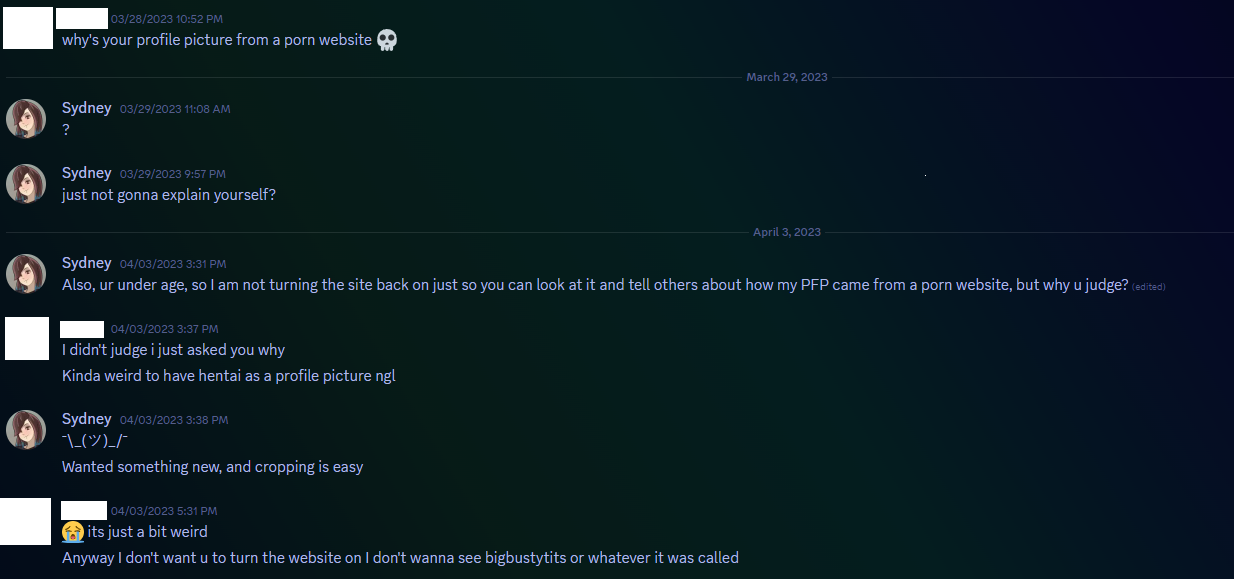 03/28/2023 10:52 PM
why's your profile picture from a porn website 💀
March 29, 2023
Sydney 03/29/2023 11:08 AM
?
Sydney 03/29/2023 9:57 PM
just not gonna explain yourself?
April 3, 2023
Sydney 04/03/2023 3:31 PM
Also, ur under age, so I am not turning the site back on just so you can look at it and tell others about how my PFP came from a porn website, but why u judge? (edited)
04/03/2023 3:37 PM
I didn't judge i just asked you why
Kinda weird to have hentai as a profile picture ngl
Sydney 04/03/2023 3:38 PM
¯\_(ツ)_/¯
Wanted something new, and cropping is easy
04/03/2023 5:31 PM
😭 its just a bit weird
Anyway I don't want u to turn the website on I don't wanna see bigbustytits or whatever it was called